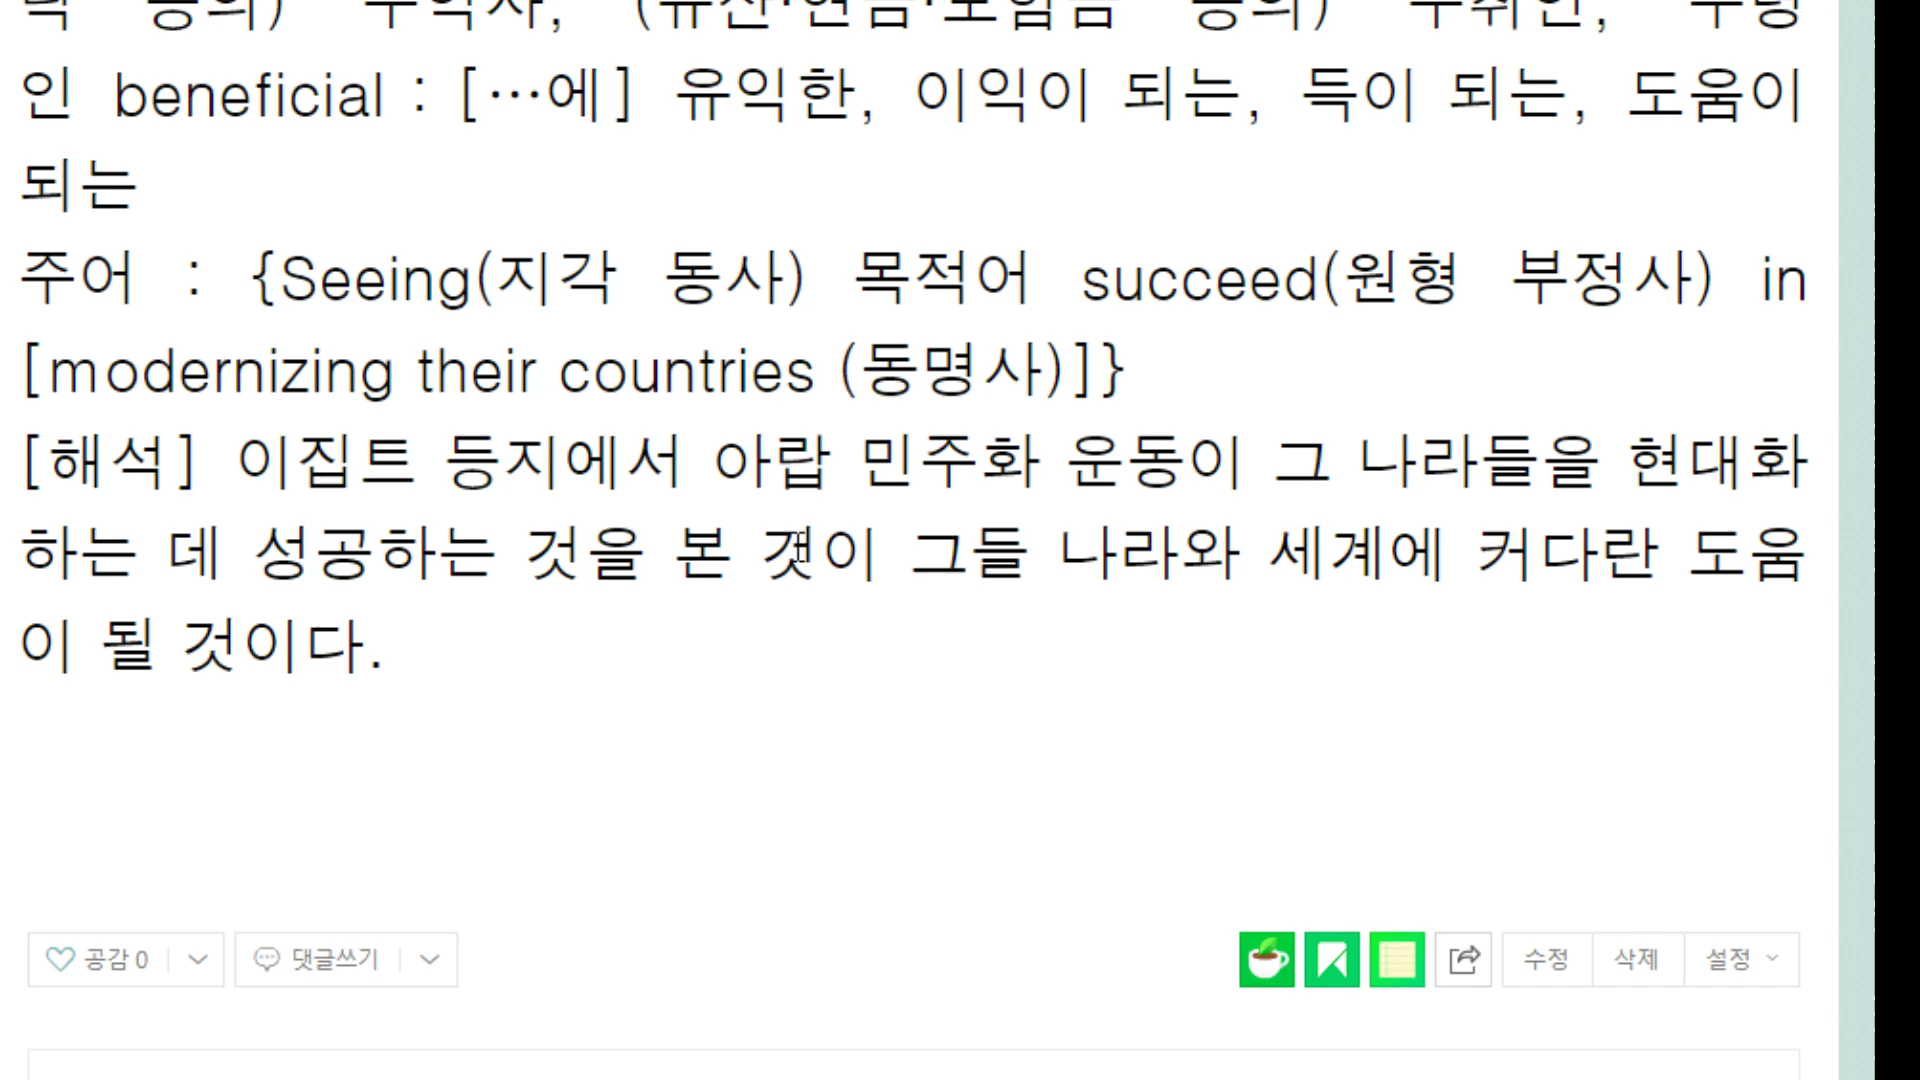 인 beneficial : […에] 유익한, 이익이 되는, 득이 되는, 도움이
되는
주어 : {Seeing(지각 동사) 목적어 succeed(원형 부정사) in
[modernizing their countries (동명사)]}
[해석] 이집트 등지에서 아랍 민주화 운동이 그 나라들을 현대화
하는 데 성공하는 것을 본 이 그들 나라와 세계에 커다란 도움
이 될 것이다.
공감 0 댓글쓰기 수정 삭제 설정